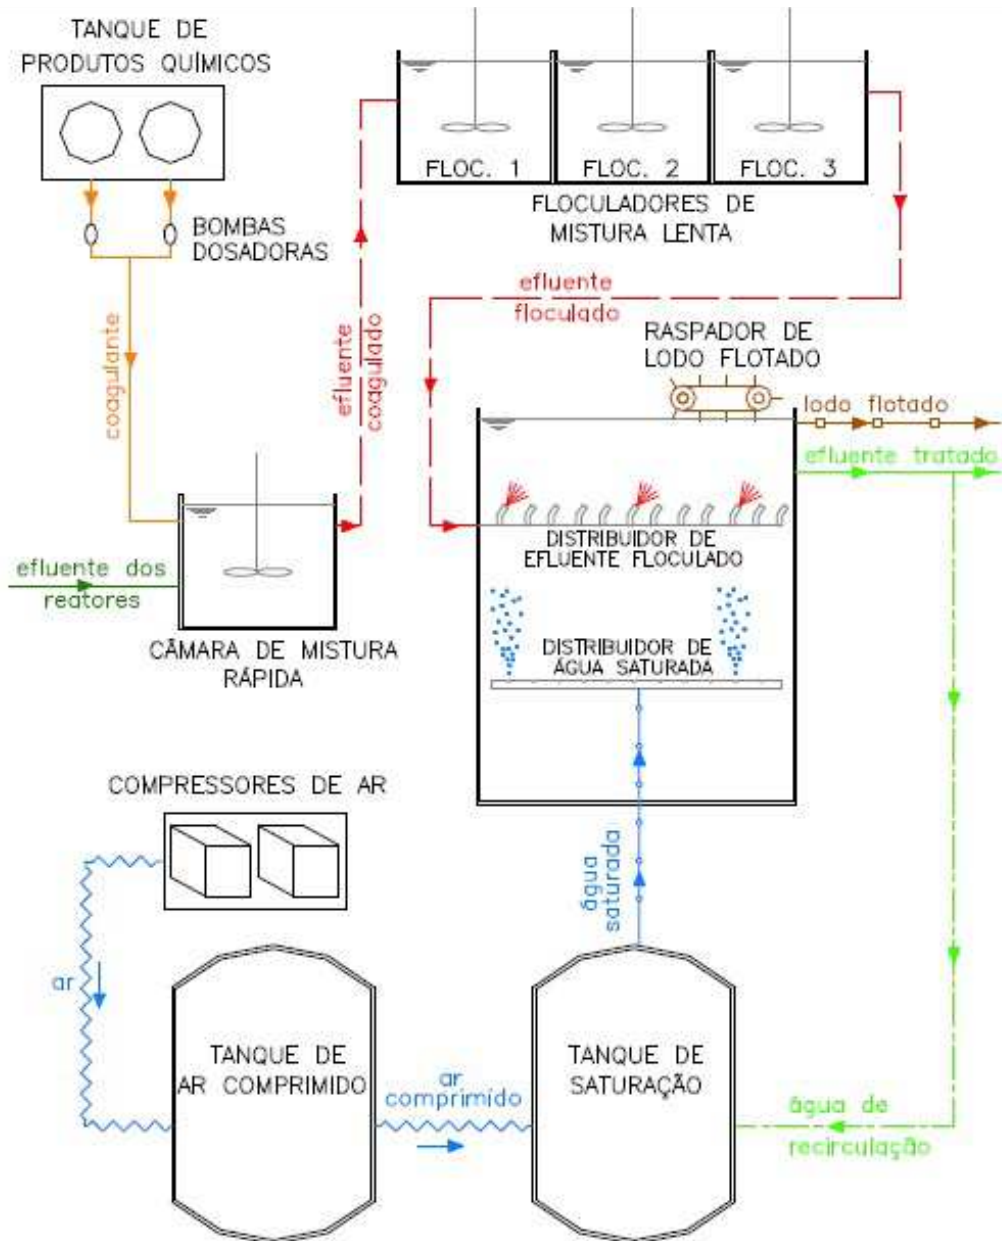 TANQUE DE
PRODUTOS QUÍMICOS
BOMBAS
DOSADORAS
coagulante
efluente
coagulado
FLOC. 1
FLOC. 2
FLOC. 3
FLOCULADORES DE
MISTURA LENTA
efluente
floculado
RASPADOR DE
LODO FLOTADO
lodo flotado
efluente tratado
DISTRIBUIDOR DE
EFLUENTE FLOCULADO
DISTRIBUIDOR DE
ÁGUA SATURADA
efluente dos
reatores
CÂMARA DE MISTURA
RÁPIDA
COMPRESSORES DE AR
água
saturada
ar
TANQUE DE
AR COMPRIMIDO
ar
comprimido
TANQUE DE
SATURAÇÃO
água de
recirculação